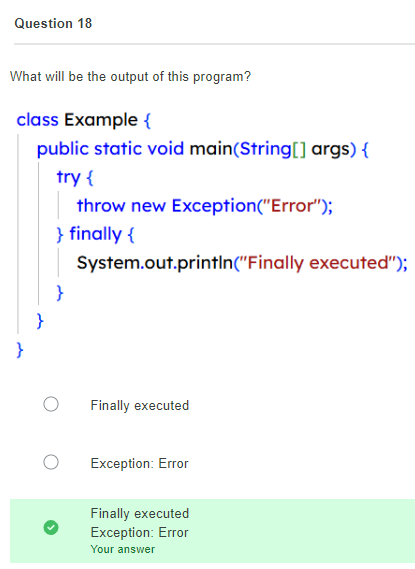 Question 18
What will be the output of this program?
class Example {
public static void main(String[] args) {
try {
throw new Exception("Error");
} finally {
System.out.println("Finally executed");
}
}
}
Finally executed
Exception: Error
Finally executed
Exception: Error
Your answer